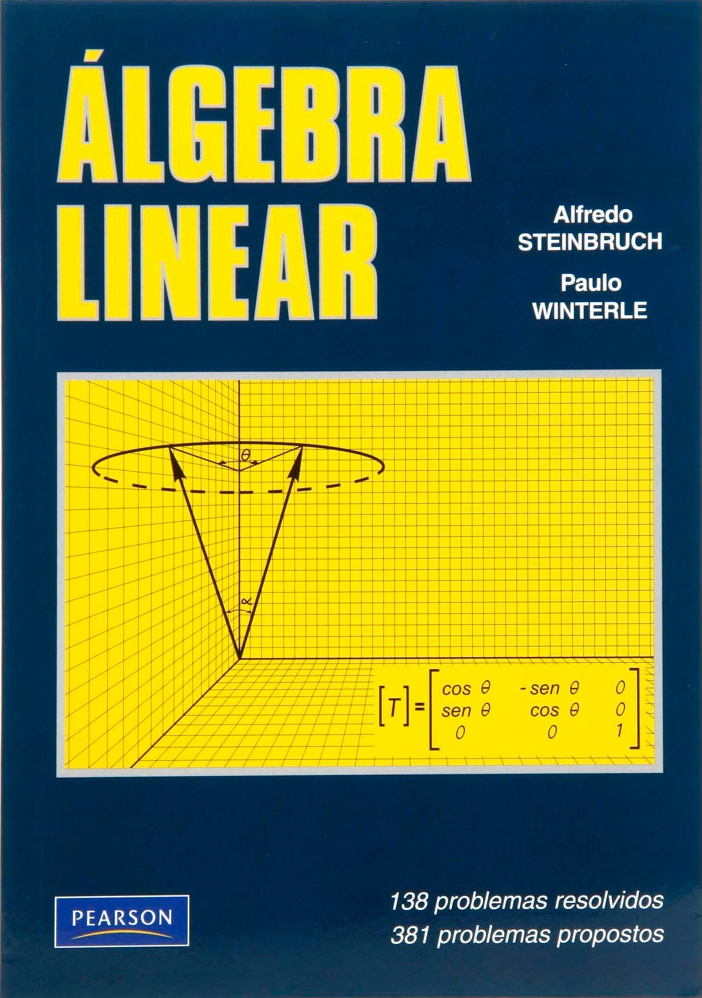 ÁLGEBRA
LINEAR
Alfredo
STEINBRUCH
Paulo
WINTERLE
θ
α
[T]=
cos θ -sen θ 0
sen θ cos θ 0
0 0 1
PEARSON
138 problemas resolvidos
381 problemas propostos